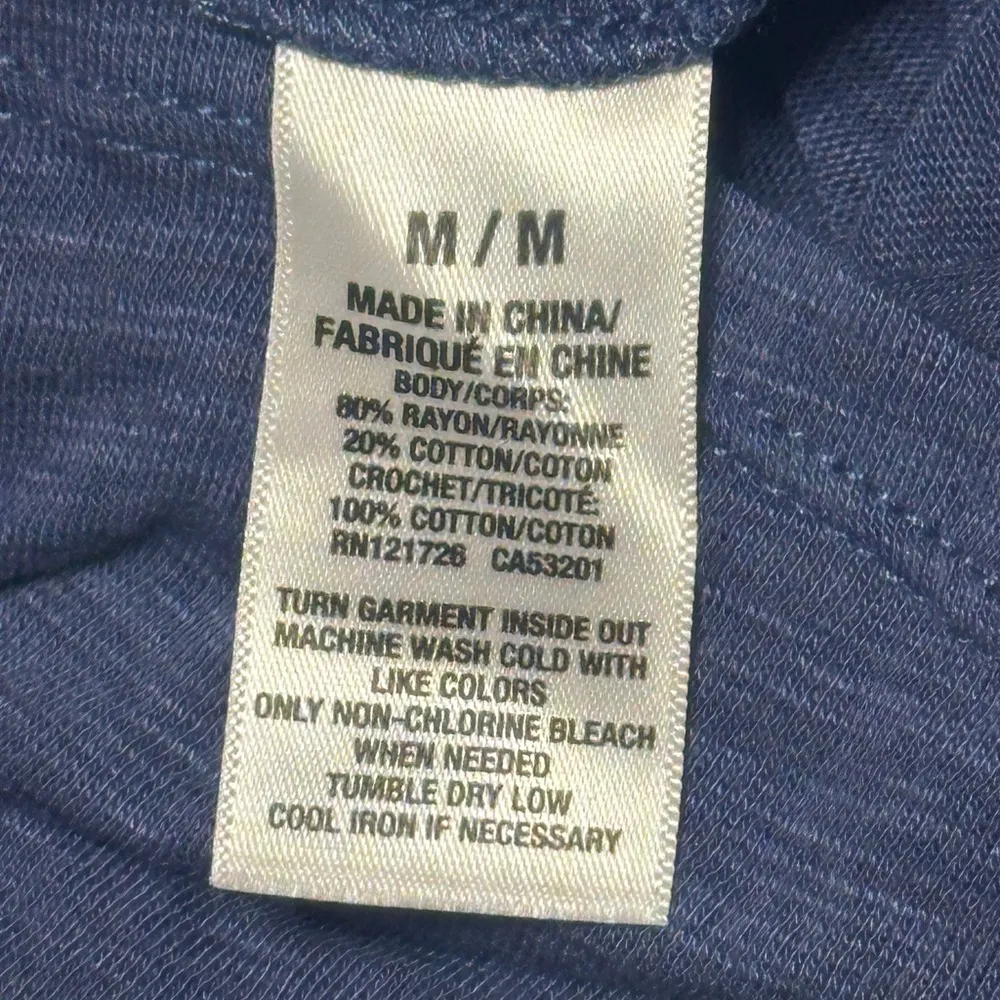 M / M
MADE IN CHINA/
FABRIQUÉ EN CHINE
BODY/CORPS:
80% RAYON/RAYONNE
20% COTTON/COTON
CROCHET/TRICOTÉ:
100% COTTON/COTON
RN121726 CA53201
TURN GARMENT INSIDE OUT
MACHINE WASH COLD WITH
LIKE COLORS
ONLY NON-CHLORINE BLEACH
WHEN NEEDED
TUMBLE DRY LOW
COOL IRON IF NECESSARY